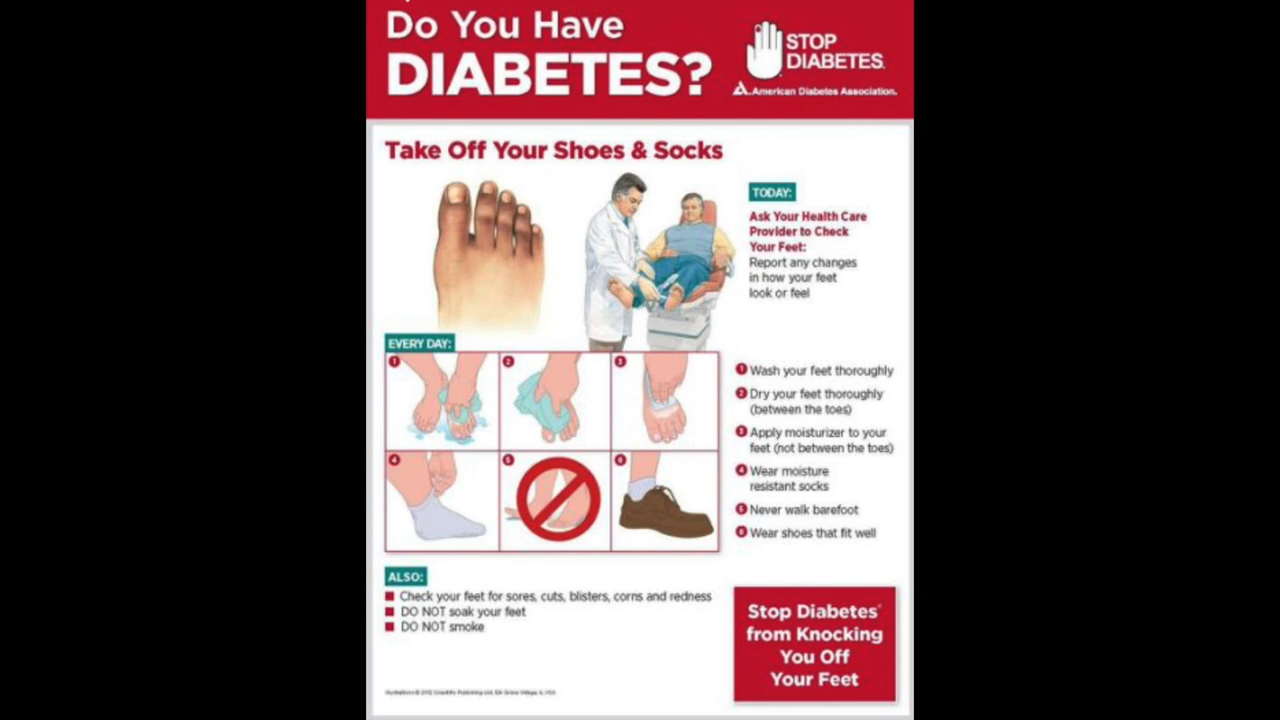 Do You Have
DIABETES?
STOP
DIABETES.
American Diabetes Association.
Take Off Your Shoes & Socks
TODAY:
Ask Your Health Care
Provider to Check
Your Feet:
Report any changes
in how your feet
look or feel
EVERY DAY:
1
2
3
4
5
6
1 Wash your feet thoroughly
2 Dry your feet thoroughly
(between the toes)
3 Apply moisturizer to your
feet (not between the toes)
4 Wear moisture
resistant socks
5 Never walk barefoot
6 Wear shoes that fit well
ALSO:
Check your feet for sores, cuts, blisters, corns and redness
DO NOT soak your feet
DO NOT smoke
Stop Diabetes®
from Knocking
You Off
Your Feet